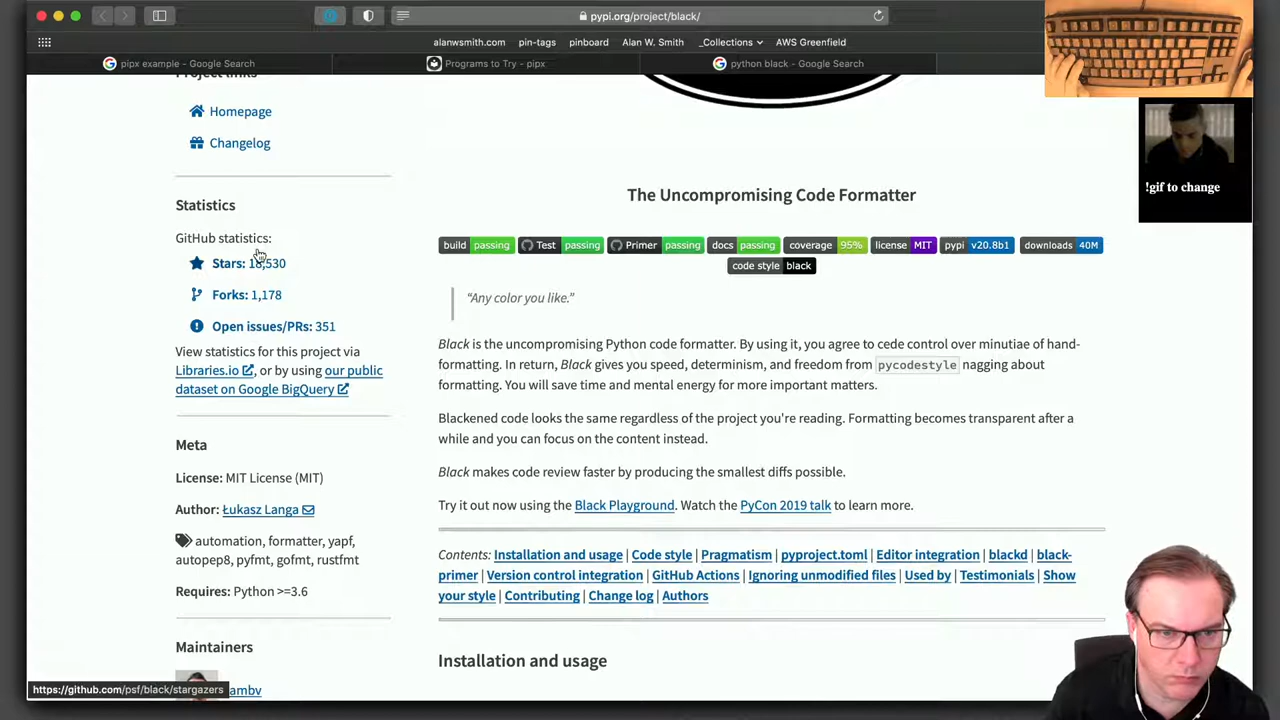 pypi.org/project/black/
alanwsmith.com pin-tags pinboard Alan W. Smith _Collections AWS Greenfield
pipx example – Google Search
Programs to Try - pipx
python black - Google Search
!gif to change
Project links
Homepage
Changelog
Statistics
GitHub statistics:
Stars:
Forks: 1,178
Open issues/PRs: 351
View statistics for this project via
Libraries.io, or by using our public
dataset on Google BigQuery
Meta
License: MIT License (MIT)
Author: Łukasz Langa
automation, formatter, yapf,
autopep8, pyfmt, gofmt, rustfmt
Requires: Python >=3.6
Maintainers
ambv
https://github.com/psf/black/stargazers
The Uncompromising Code Formatter
build passing Test passing Primer passing docs passing coverage 95% license MIT pypi v20.8b1 downloads 40M
code style black
“Any color you like.”
Black is the uncompromising Python code formatter. By using it, you agree to cede control over minutiae of hand-
formatting. In return, Black gives you speed, determinism, and freedom from pycodestyle nagging about
formatting. You will save time and mental energy for more important matters.
Blackened code looks the same regardless of the project you're reading. Formatting becomes transparent after a
while and you can focus on the content instead.
Black makes code review faster by producing the smallest diffs possible.
Try it out now using the Black Playground. Watch the PyCon 2019 talk to learn more.
Contents: Installation and usage | Code style | Pragmatism | pyproject.toml | Editor integration | blackd | black-
primer | Version control integration | GitHub Actions | Ignoring unmodified files | Used by | Testimonials | Show
your style | Contributing | Change log | Authors
Installation and usage